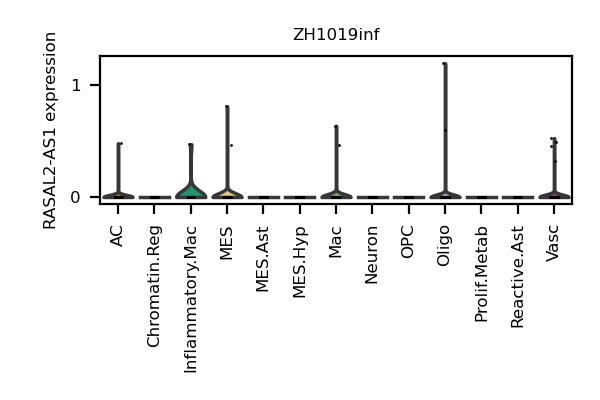 ZH1019inf
RASAL2-AS1 expression
1
0
AC
Chromatin.Reg
Inflammatory.Mac
MES
MES.Ast
MES.Hyp
Mac
Neuron
OPC
Oligo
Prolif.Metab
Reactive.Ast
Vasc